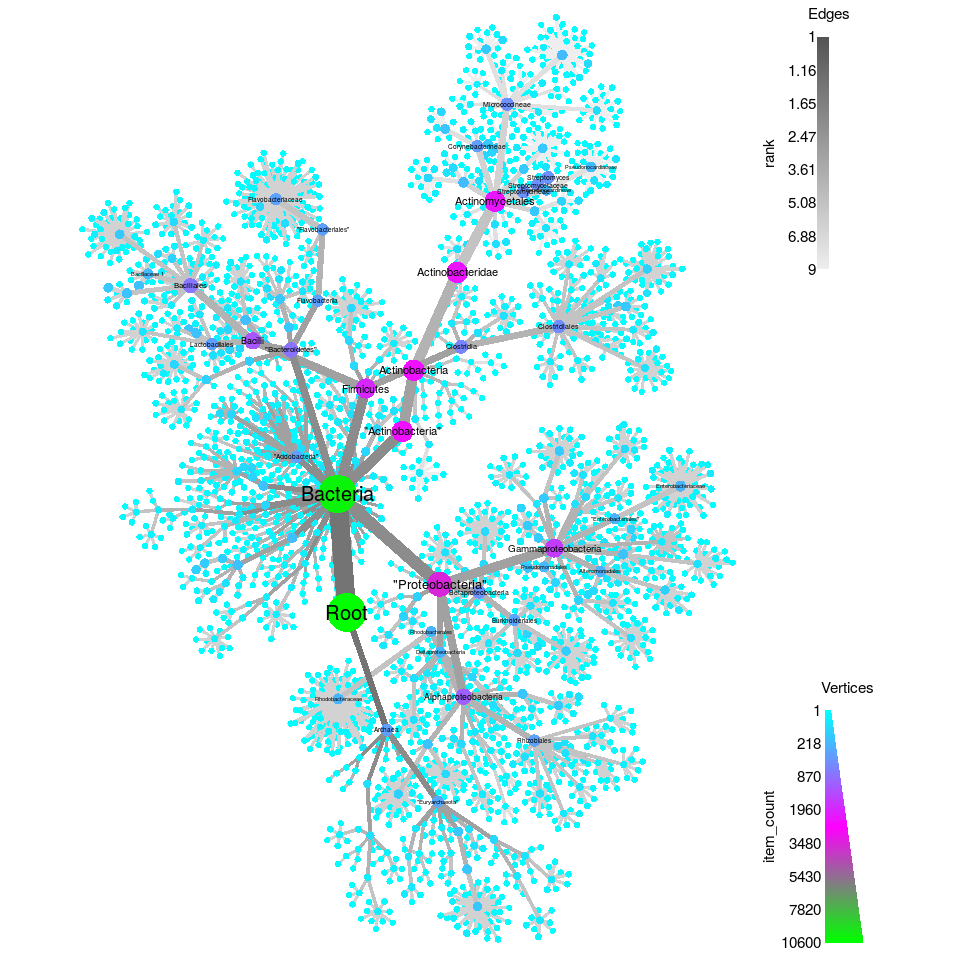 Edges
1
1.16
1.65
2.47
3.61
5.08
6.88
9
rank
Micrococcineae
Corynebacterineae
Pseudonocardiaceae
Streptomyces
Streptomycetaceae
Streptomycineae
Actinomycetales
Flavobacteriaceae
"Flavobacteriales"
Actinobacteridae
Bacillaceae 1
Bacillales
Flavobacteria
Clostridiales
Lactobacillales
Bacilli
"Bacteroidetes"
Clostridia
Actinobacteria
Firmicutes
"Actinobacteria"
"Acidobacteria"
Enterobacteriaceae
Bacteria
"Enterobacteriales"
Gammaproteobacteria
Pseudomonadales
Alteromonadales
"Proteobacteria"
Betaproteobacteria
Root
Burkholderiales
Rhodobacterales
Deltaproteobacteria
Rhodobacteraceae
Alphaproteobacteria
Archaea
Rhizobiales
"Euryarchaeota"
Vertices
1
218
870
1960
3480
5430
7820
10600
item_count